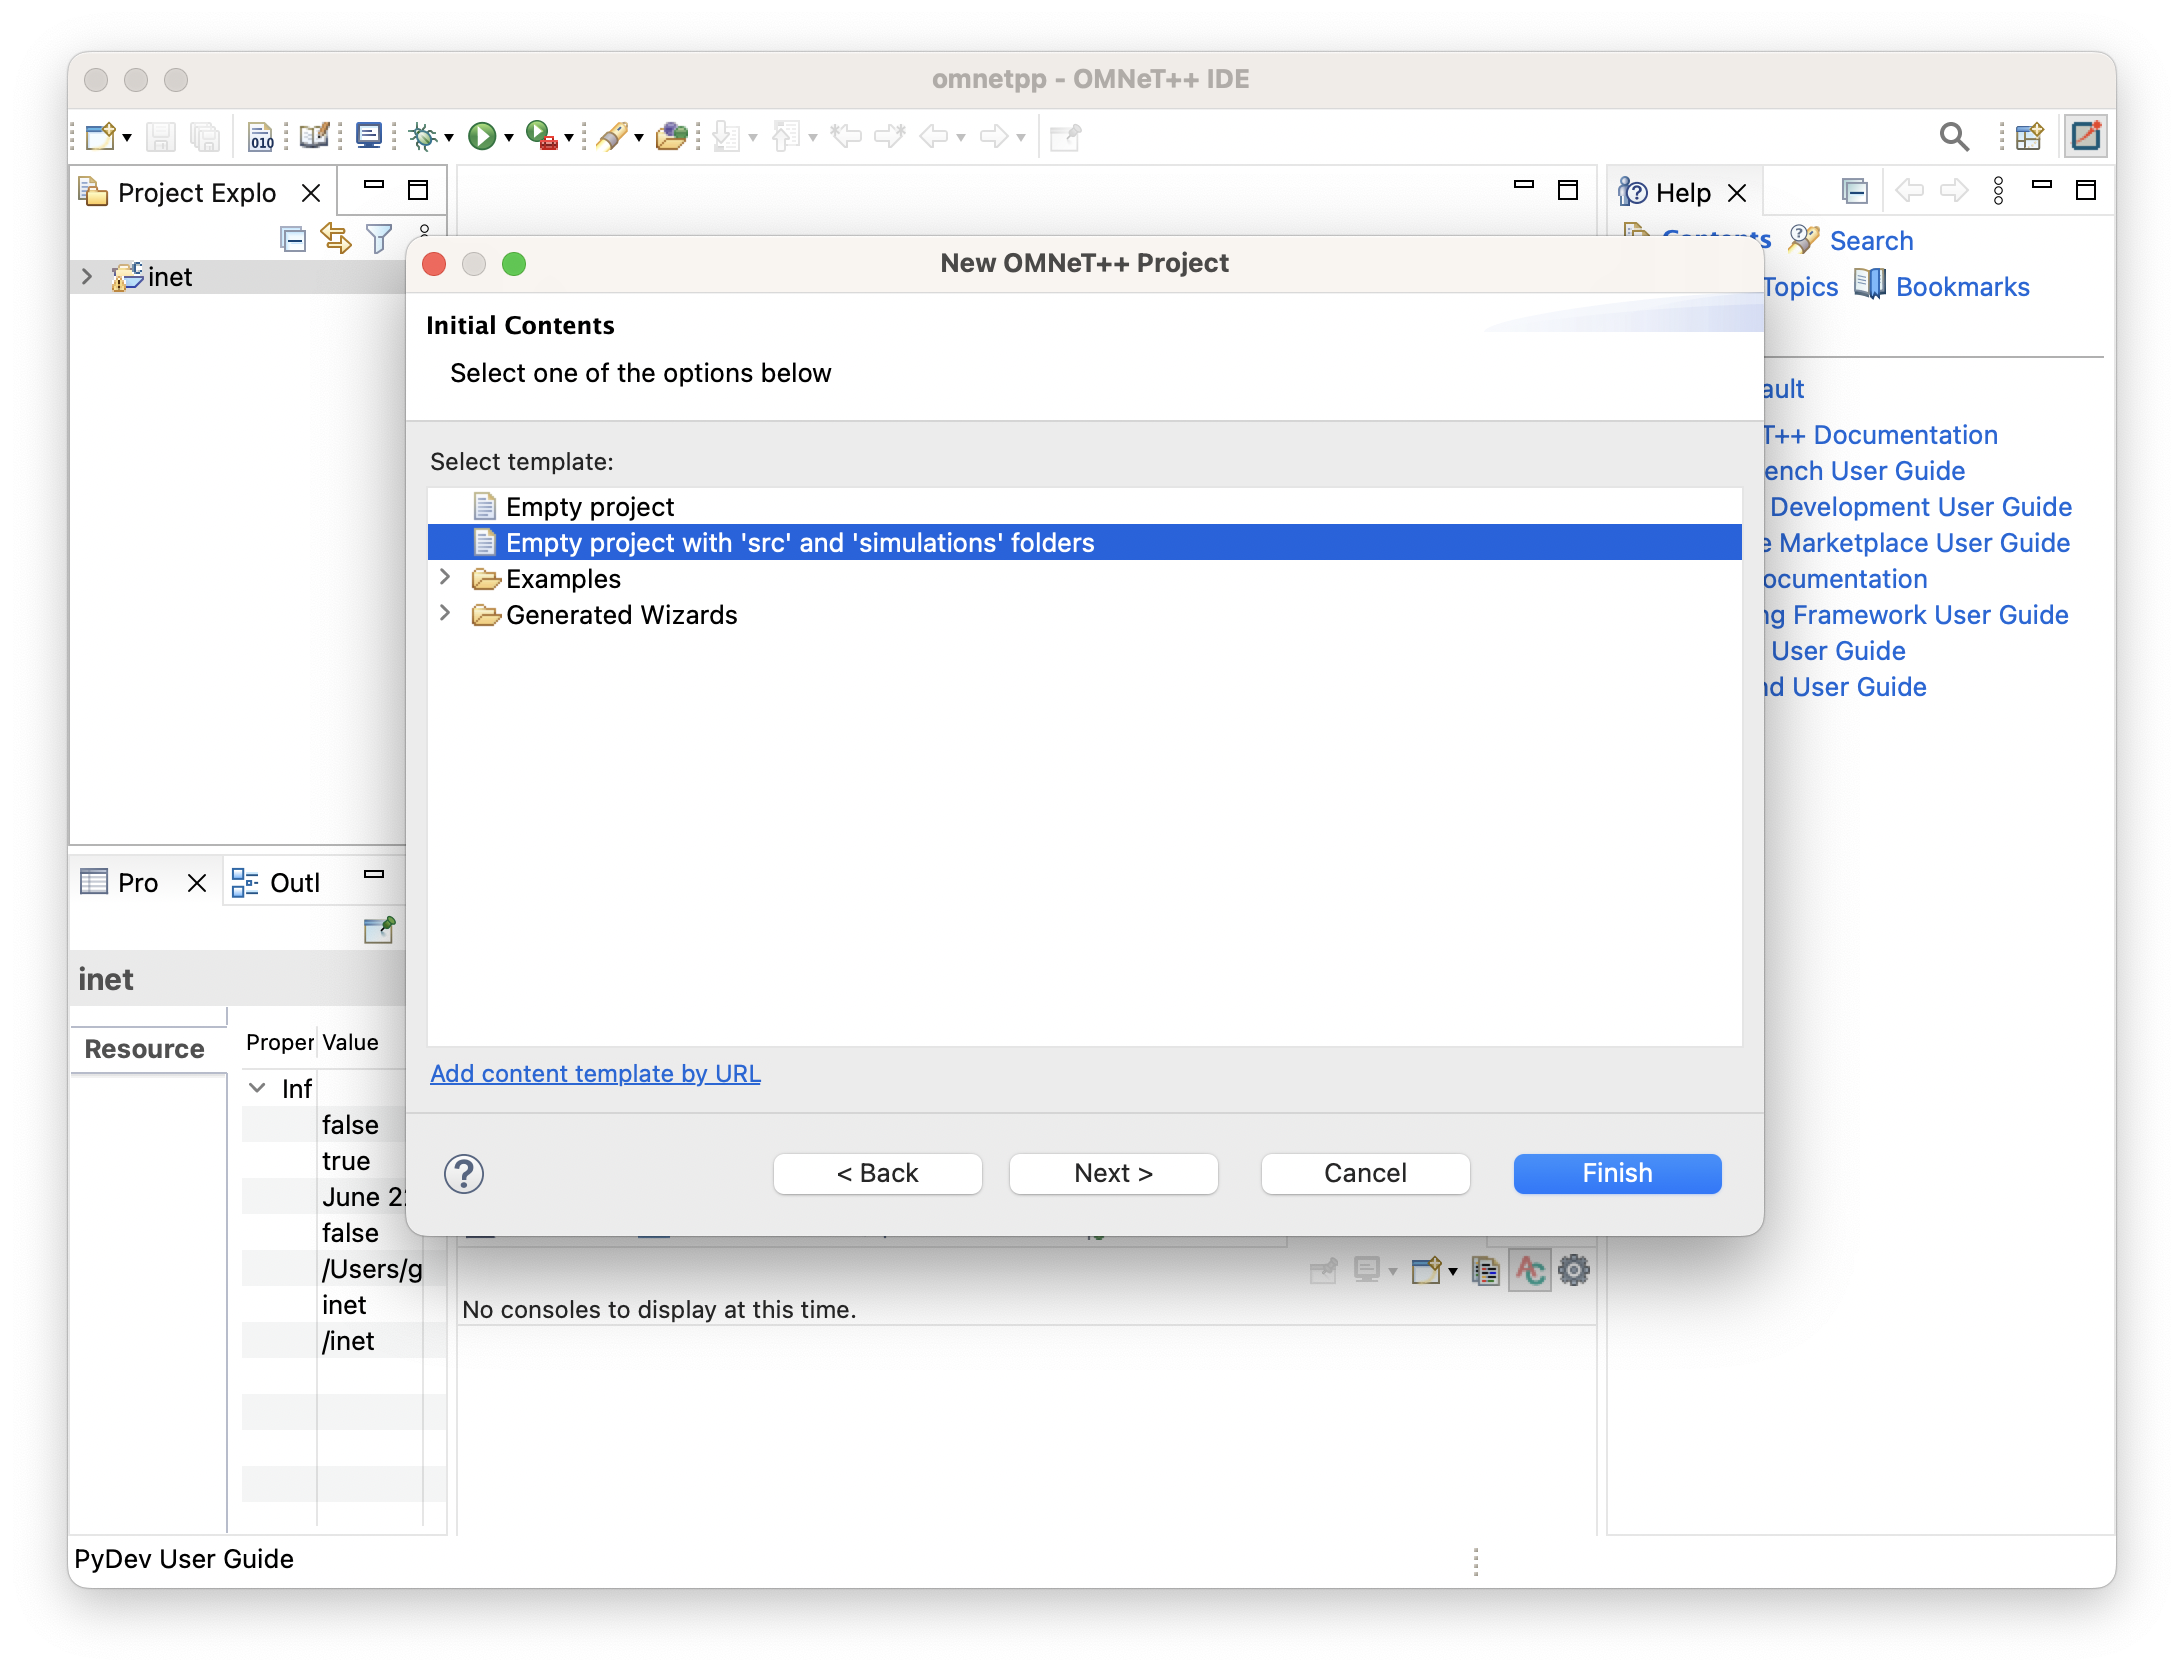 omnetpp - OMNeT++ IDE
010
Project Explo
Help
Contents
Search
inet
Topics
Bookmarks
New OMNeT++ Project
Initial Contents
Select one of the options below
Select template:
Empty project
Empty project with 'src' and 'simulations' folders
Examples
Generated Wizards
Add content template by URL
< Back
Next >
Cancel
Finish
ault
T++ Documentation
ench User Guide
Development User Guide
e Marketplace User Guide
ocumentation
ng Framework User Guide
User Guide
nd User Guide
Pro
Outl
inet
Resource
Proper
Value
Inf
false
true
June 2
false
/Users/g
inet
/inet
No consoles to display at this time.
PyDev User Guide